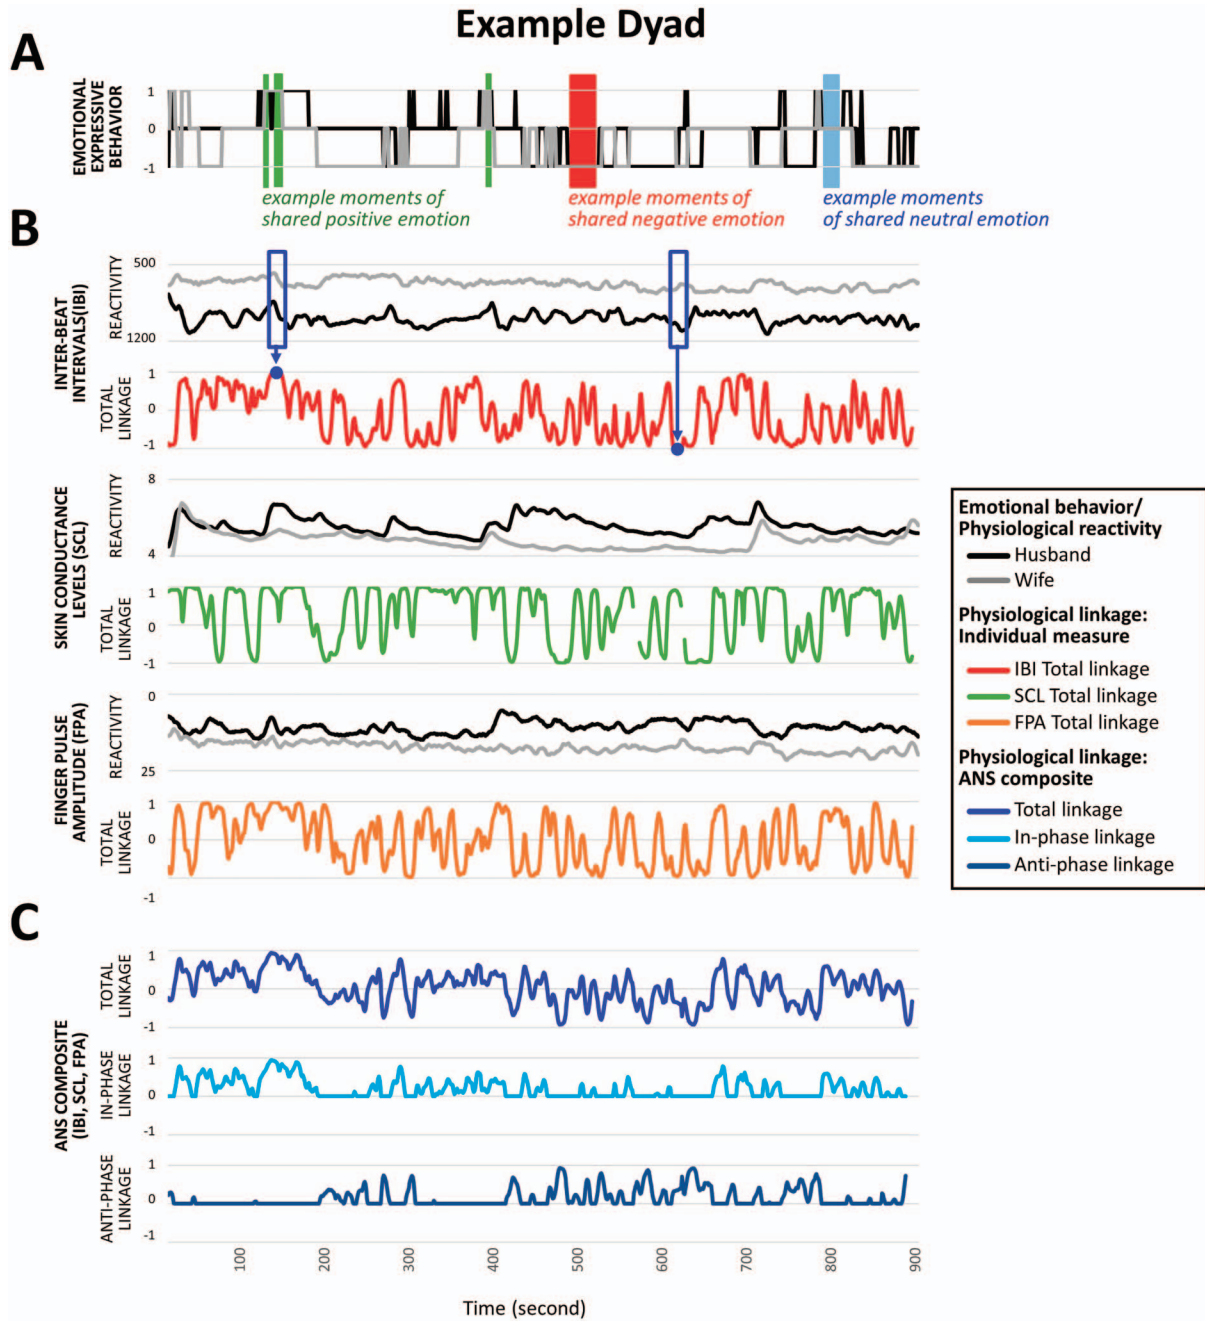 Example Dyad
A
EMOTIONAL
EXPRESSIVE
BEHAVIOR
1
0
-1
example moments of
shared positive emotion
example moments of
shared negative emotion
example moments
of shared neutral emotion
B
INTER-BEAT
INTERVALS(IBI)
REACTIVITY
500
1200
TOTAL
LINKAGE
1
0
-1
SKIN CONDUCTANCE
LEVELS (SCL)
REACTIVITY
8
4
TOTAL
LINKAGE
1
0
-1
FINGER PULSE
AMPLITUDE (FPA)
REACTIVITY
0
25
TOTAL
LINKAGE
1
0
-1
Emotional behavior/
Physiological reactivity
Husband
Wife
Physiological linkage:
Individual measure
IBI Total linkage
SCL Total linkage
FPA Total linkage
Physiological linkage:
ANS composite
Total linkage
In-phase linkage
Anti-phase linkage
C
ANS COMPOSITE
(IBI, SCL, FPA)
TOTAL
LINKAGE
1
0
-1
IN-PHASE
LINKAGE
1
0
-1
ANTI-PHASE
LINKAGE
1
0
-1
100
200
300
400
500
600
700
800
900
Time (second)